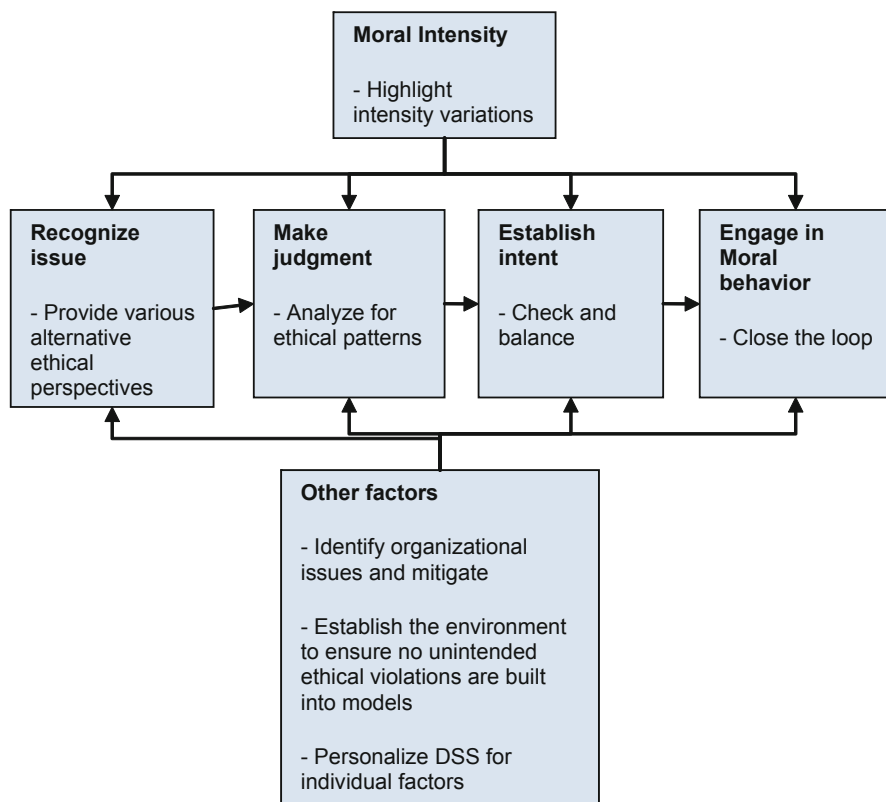 Moral Intensity
- Highlight
intensity variations
Recognize
issue
- Provide various
alternative
ethical
perspectives
Make
judgment
- Analyze for
ethical patterns
Establish
intent
- Check and
balance
Engage in
Moral
behavior
- Close the loop
Other factors
- Identify organizational
issues and mitigate
- Establish the environment
to ensure no unintended
ethical violations are built
into models
- Personalize DSS for
individual factors